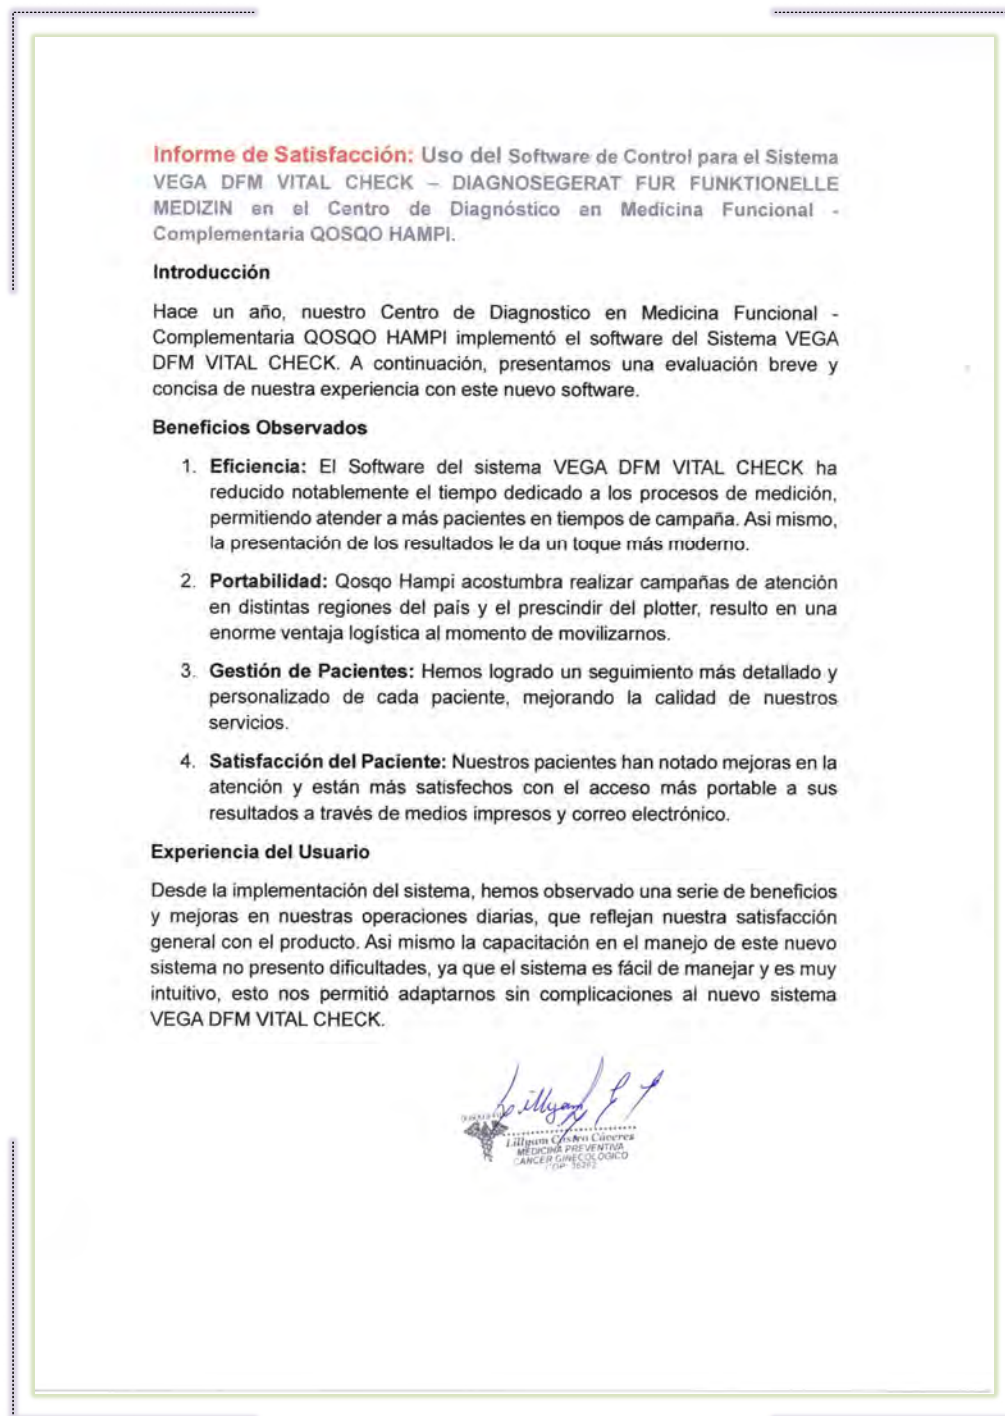 Informe de Satisfacción: Uso del Software de Control para el Sistema
VEGA DFM VITAL CHECK – DIAGNOSEGERAT FUR FUNKTIONELLE
MEDIZIN en el Centro de Diagnóstico en Medicina Funcional -
Complementaria QOSQO HAMPI.
Introducción
Hace un año, nuestro Centro de Diagnostico en Medicina Funcional -
Complementaria QOSQO HAMPI implementó el software del Sistema VEGA
DFM VITAL CHECK. A continuación, presentamos una evaluación breve y
concisa de nuestra experiencia con este nuevo software.
Beneficios Observados
1. Eficiencia: El Software del sistema VEGA DFM VITAL CHECK ha
reducido notablemente el tiempo dedicado a los procesos de medición,
permitiendo atender a más pacientes en tiempos de campaña. Asi mismo,
la presentación de los resultados le da un toque más moderno.
2. Portabilidad: Qosqo Hampi acostumbra realizar campañas de atención
en distintas regiones del país y el prescindir del plotter, resulto en una
enorme ventaja logística al momento de movilizarnos.
3. Gestión de Pacientes: Hemos logrado un seguimiento más detallado y
personalizado de cada paciente, mejorando la calidad de nuestros
servicios.
4. Satisfacción del Paciente: Nuestros pacientes han notado mejoras en la
atención y están más satisfechos con el acceso más portable a sus
resultados a través de medios impresos y correo electrónico.
Experiencia del Usuario
Desde la implementación del sistema, hemos observado una serie de beneficios
y mejoras en nuestras operaciones diarias, que reflejan nuestra satisfacción
general con el producto. Asi mismo la capacitación en el manejo de este nuevo
sistema no presento dificultades, ya que el sistema es fácil de manejar y es muy
intuitivo, esto nos permitió adaptarnos sin complicaciones al nuevo sistema
VEGA DFM VITAL CHECK.
Lillyam
Lillyam Castro Cáceres
MEDICINA PREVENTIVA
CANCER GINECOLOGICO